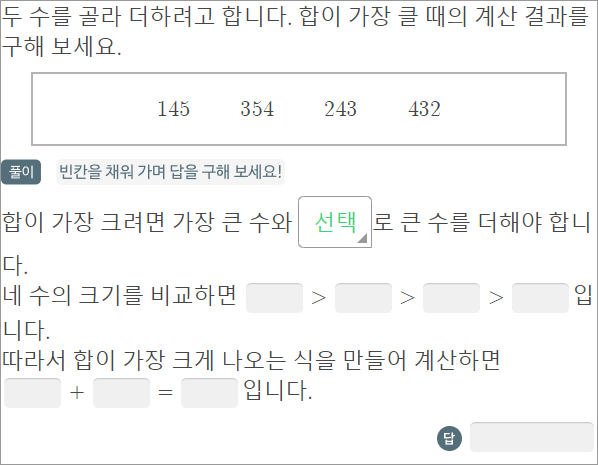 두 수를 골라 더하려고 합니다. 합이 가장 클 때의 계산 결과를
구해 보세요.
145 354 243 432
풀이 빈칸을 채워 가며 답을 구해 보세요!
합이 가장 크려면 가장 큰 수와 선택 로 큰 수를 더해야 합니
다.
네 수의 크기를 비교하면 > > > 입
니다.
따라서 합이 가장 크게 나오는 식을 만들어 계산하면
+ = 입니다.
답